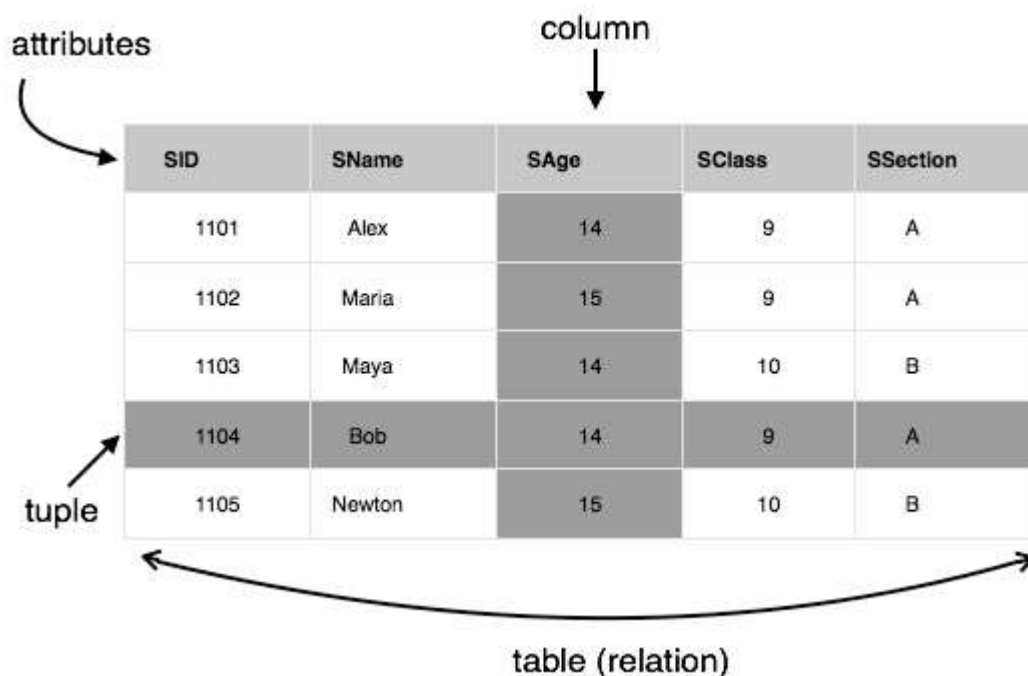 column
attributes
SID SName SAge SClass SSection
1101 Alex 14 9 A
1102 Maria 15 9 A
1103 Maya 14 10 B
1104 Bob 14 9 A
tuple
1105 Newton 15 10 B
table (relation)